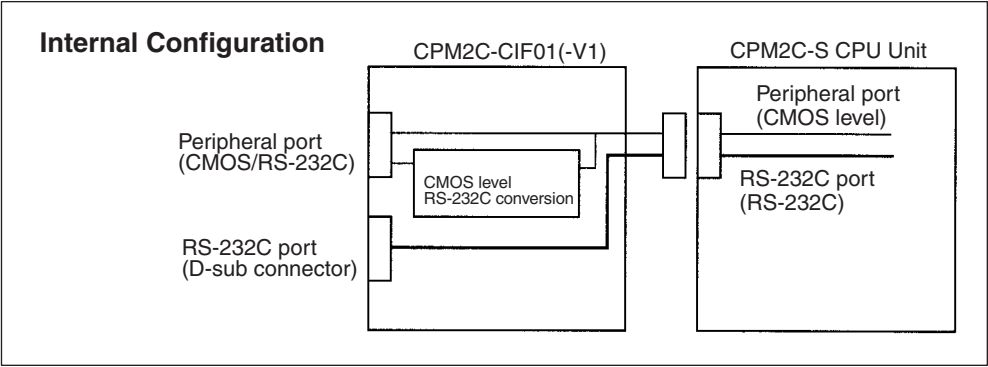 Internal Configuration
CPM2C-CIF01(-V1)
CPM2C-S CPU Unit
Peripheral port
(CMOS/RS-232C)
CMOS level
RS-232C conversion
RS-232C port
(D-sub connector)
Peripheral port
(CMOS level)
RS-232C port
(RS-232C)